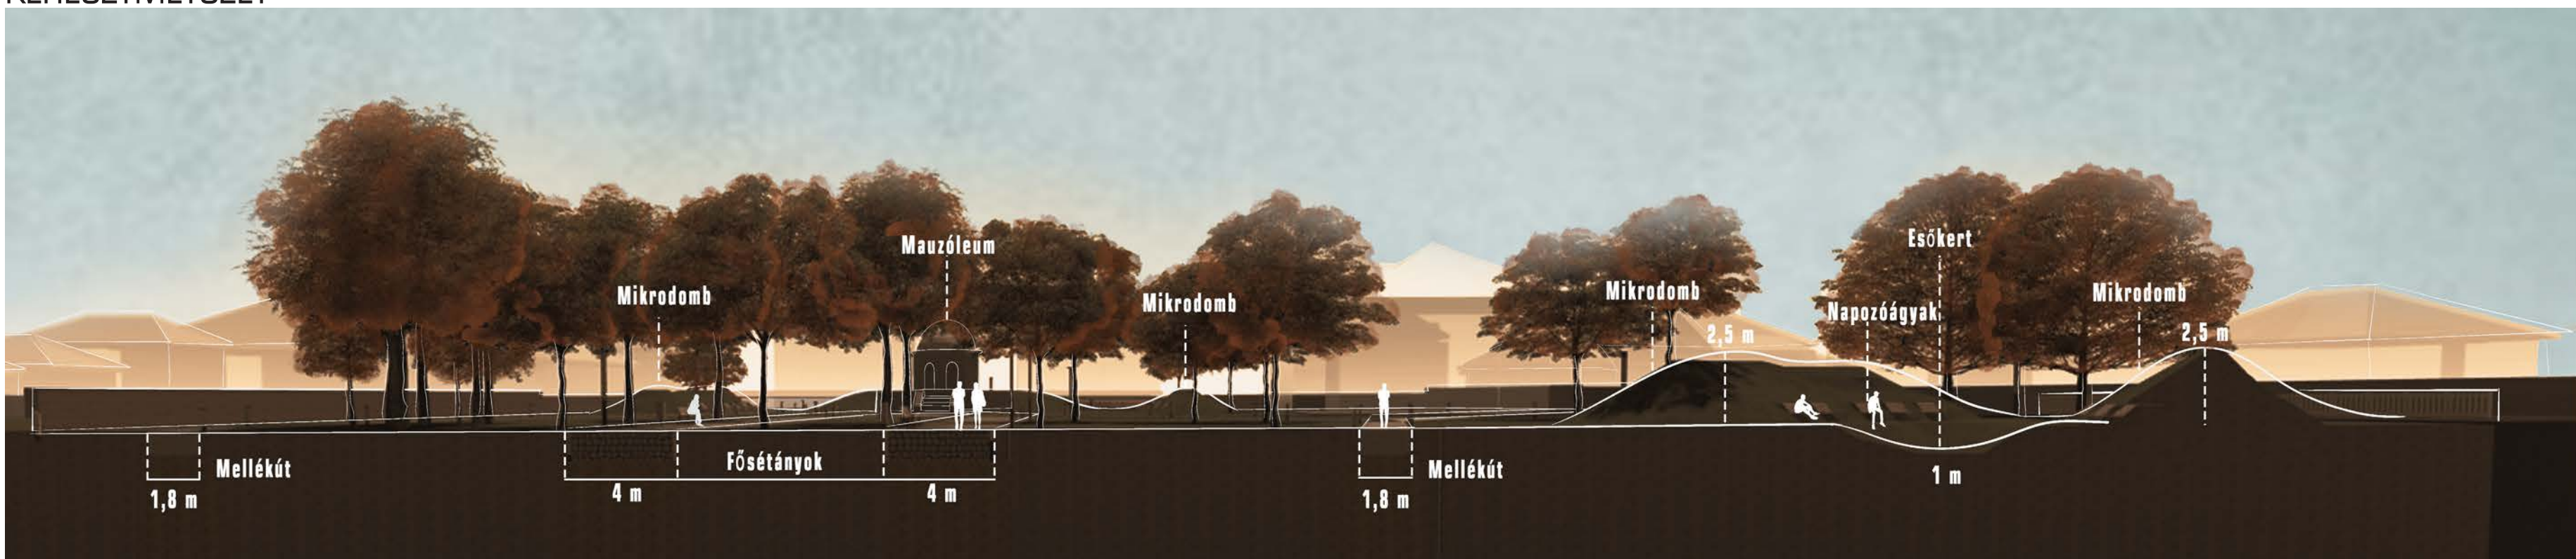 Mauzóleum
Esőkert
Mikrodomb
Mikrodomb
Mikrodomb
Mikrodomb
Napozóágyak
2,5 m
2,5 m
Mellékút
Fősétányok
Mellékút
1,8 m
4 m
4 m
1,8 m
1 m